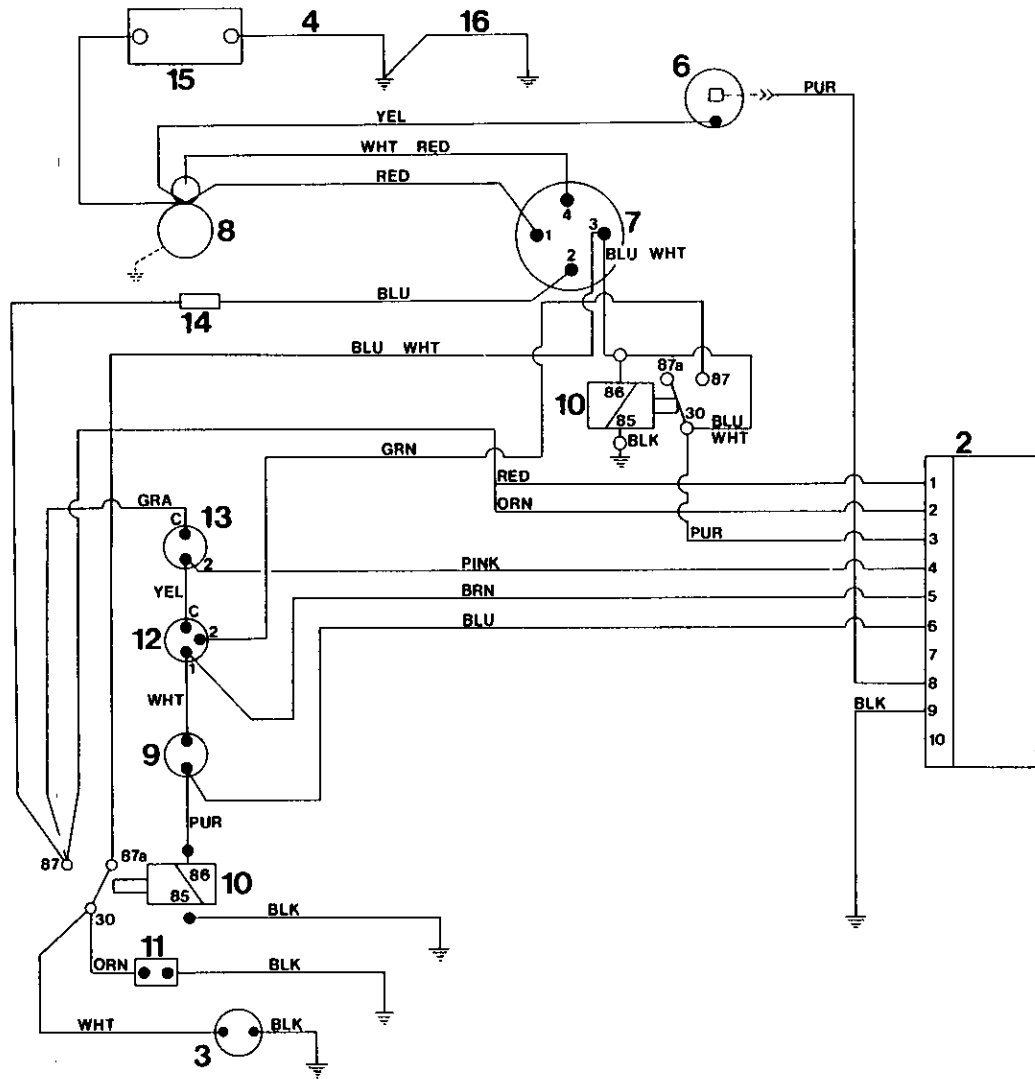 4
16
15
6
PUR
YEL
WHT RED
RED
8
4
1
3
7
2
BLU WHT
BLU
14
BLU WHT
87a
87
86
10
30
85
BLU
WHT
BLK
GRN
2
RED
1
ORN
2
GRA
C
13
PUR
3
2
PINK
4
YEL
BRN
5
C
12
2
BLU
6
1
7
WHT
8
BLK
9
9
10
PUR
87
87a
86
10
85
BLK
30
11
ORN
BLK
WHT
BLK
3